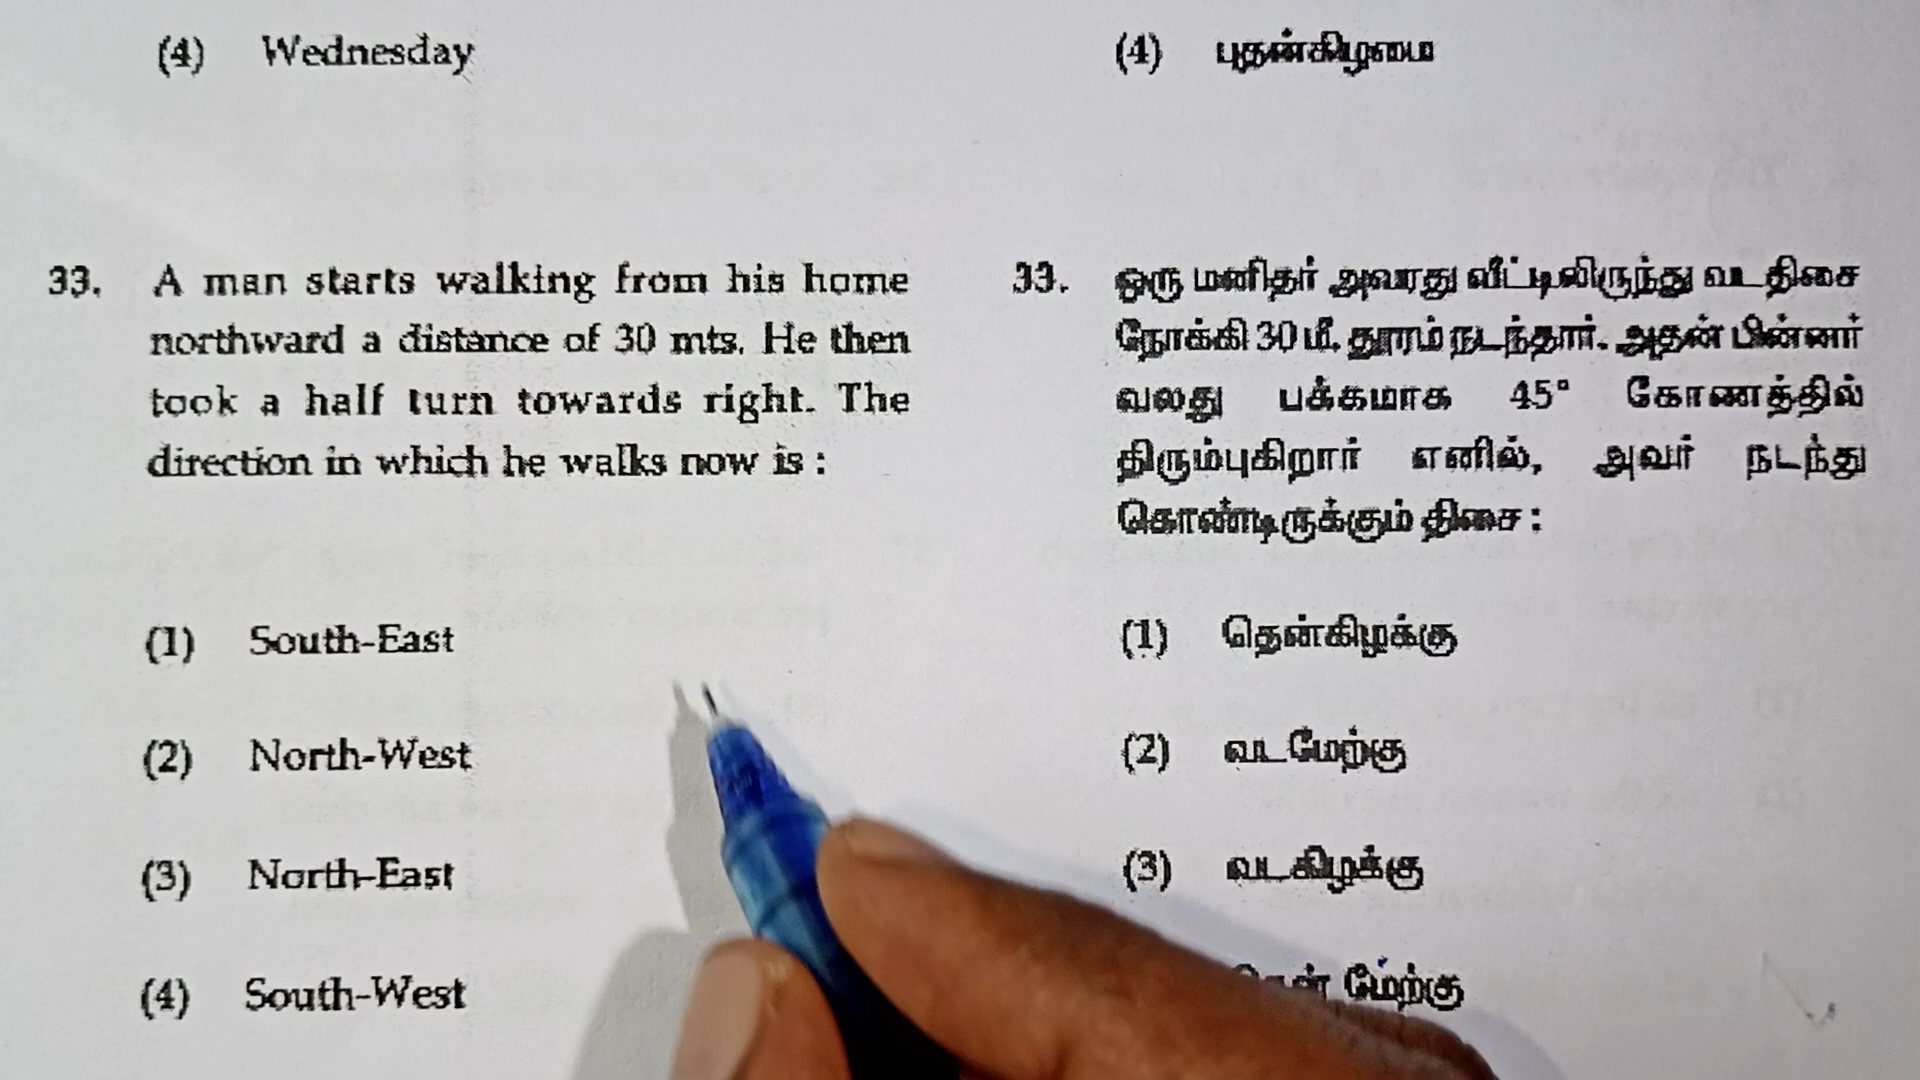 (4) Wednesday
33. A man starts walking from his home
northward a distance of 30 mts. He then
took a half turn towards right. The
direction in which he walks now is :
(1) South-East
(2) North-West
(3) North-East
(4) South-West
(4) புதன்கிழமை
33. ஒரு மனிதர் அவரது வீட்டிலிருந்து வடதிசை
நோக்கி 30 மீ. தூரம் நடந்தார். அதன் பின்னர்
வலது பக்கமாக 45° கோணத்தில்
திரும்புகிறார் எனில், அவர் நடந்து
கொண்டிருக்கும் திசை :
(1) தென்கிழக்கு
(2) வடமேற்கு
(3) வடகிழக்கு
மேற்கு